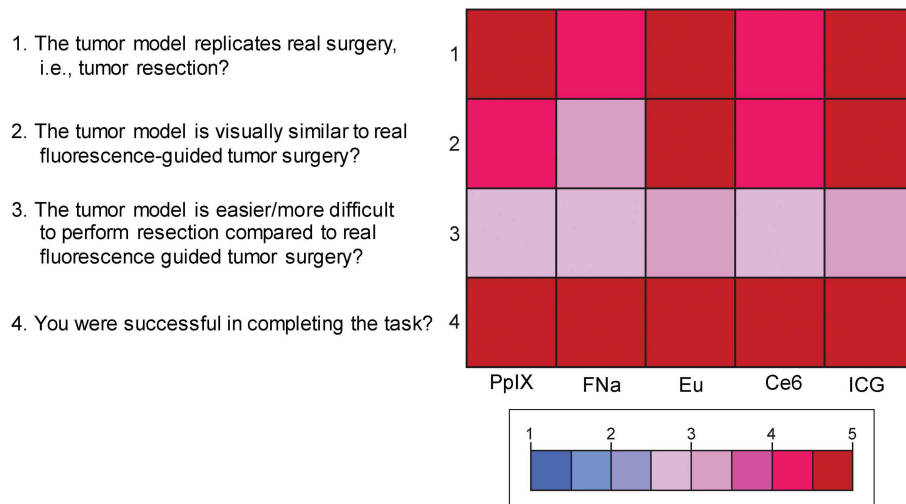 1. The tumor model replicates real surgery,
i.e., tumor resection?
2. The tumor model is visually similar to real
fluorescence-guided tumor surgery?
3. The tumor model is easier/more difficult
to perform resection compared to real
fluorescence guided tumor surgery?
4. You were successful in completing the task?
1
2
3
4
PpIX FNa Eu Ce6 ICG
1 2 3 4 5